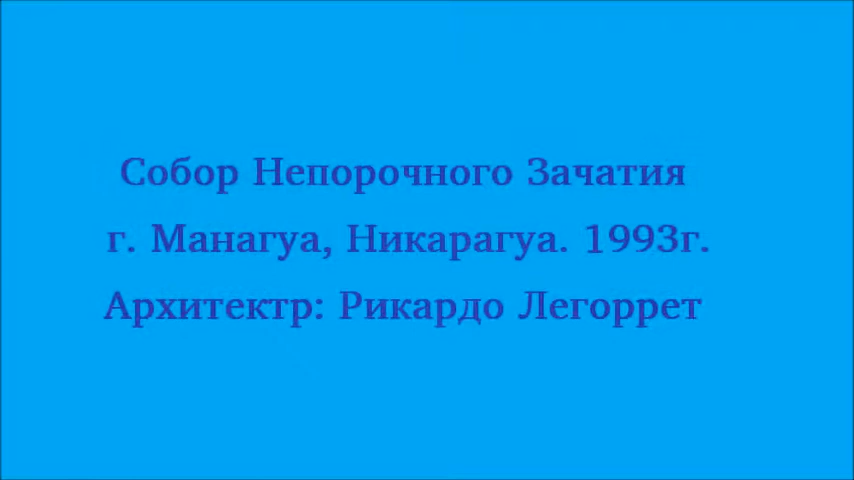 Собор Непорочного Зачатия
г. Манагуа, Никарагуа. 1993г.
Архитектр: Рикардо Легоррет